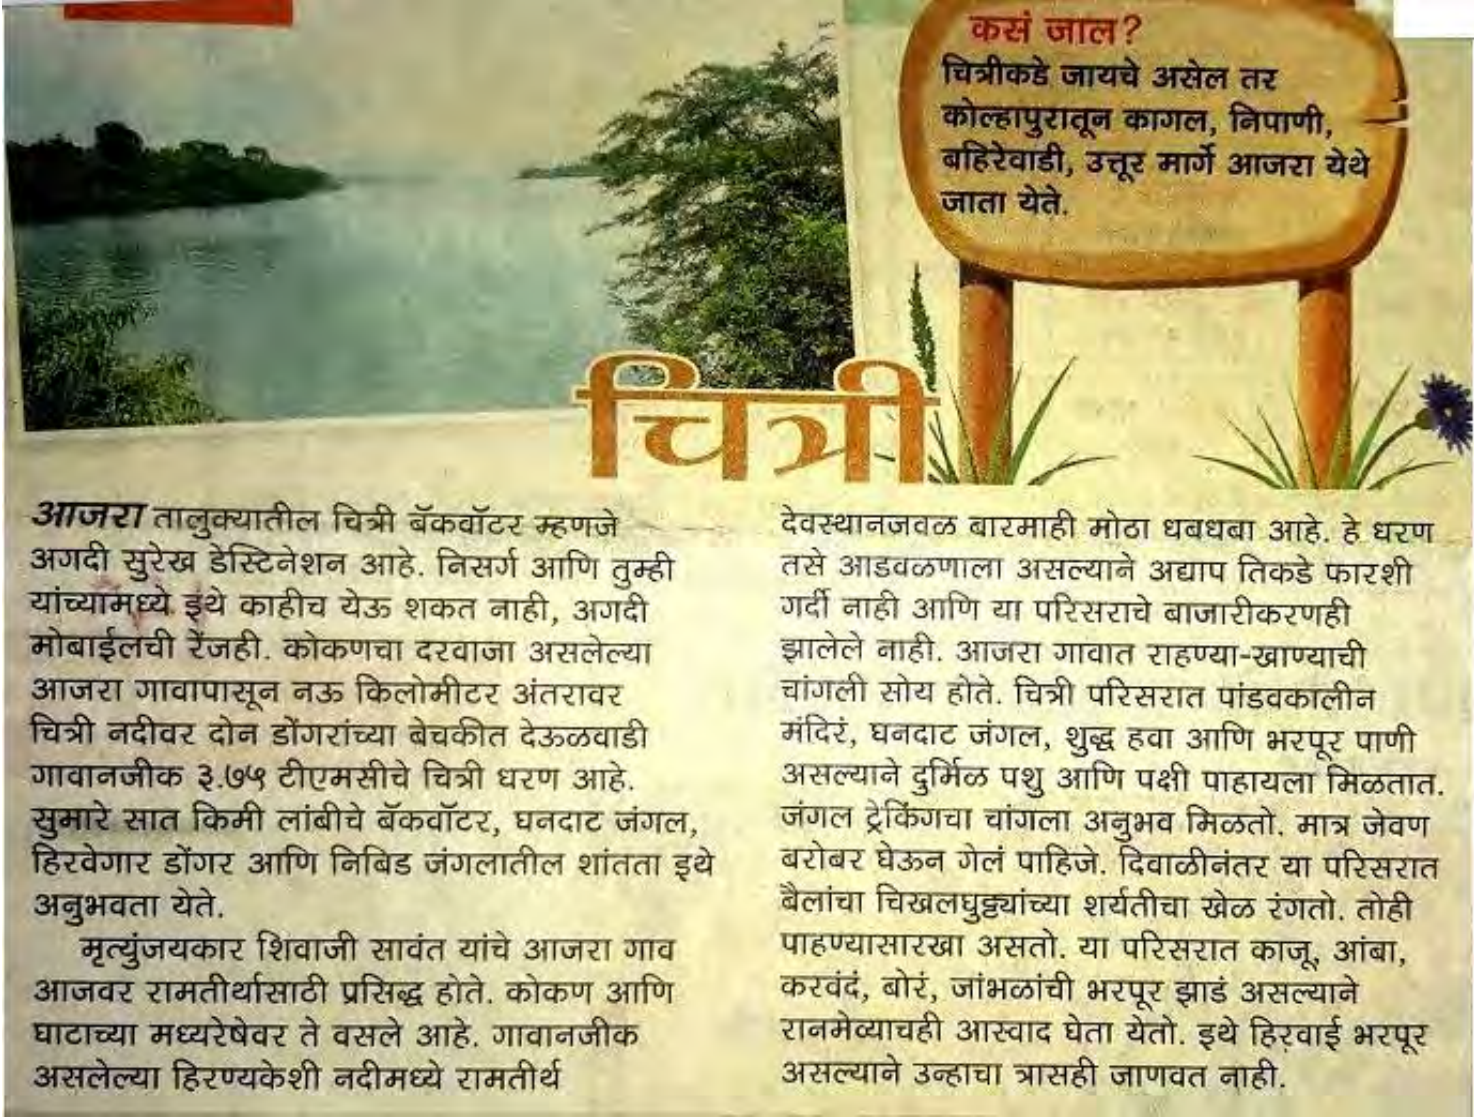 कसं जाल?
चित्रीकडे जायचे असेल तर
कोल्हापुरातून कागल, निपाणी,
बहिरेवाडी, उत्तूर मार्गे आजरा येथे
जाता येते.
चित्री
आजरा तालुक्यातील चित्री बॅकवॉटर म्हणजे
अगदी सुरेख डेस्टिनेशन आहे. निसर्ग आणि तुम्ही
यांच्यामध्ये इथे काहीच येऊ शकत नाही, अगदी
मोबाईलची रेंजही. कोकणचा दरवाजा असलेल्या
आजरा गावापासून नऊ किलोमीटर अंतरावर
चित्री नदीवर दोन डोंगरांच्या बेचकीत देऊळवाडी
गावानजीक ३.७५ टीएमसीचे चित्री धरण आहे.
सुमारे सात किमी लांबीचे बॅकवॉटर, घनदाट जंगल,
हिरवेगार डोंगर आणि निबिड जंगलातील शांतता इथे
अनुभवता येते.
मृत्युंजयकार शिवाजी सावंत यांचे आजरा गाव
आजवर रामतीर्थासाठी प्रसिद्ध होते. कोकण आणि
घाटाच्या मध्यरेषेवर ते वसले आहे. गावानजीक
असलेल्या हिरण्यकेशी नदीमध्ये रामतीर्थ
देवस्थानजवळ बारमाही मोठा धबधबा आहे. हे धरण
तसे आडवळणाला असल्याने अद्याप तिकडे फारशी
गर्दी नाही आणि या परिसराचे बाजारीकरणही
झालेले नाही. आजरा गावात राहण्या-खाण्याची
चांगली सोय होते. चित्री परिसरात पांडवकालीन
मंदिरं, घनदाट जंगल, शुद्ध हवा आणि भरपूर पाणी
असल्याने दुर्मिळ पशु आणि पक्षी पाहायला मिळतात.
जंगल ट्रेकिंगचा चांगला अनुभव मिळतो. मात्र जेवण
बरोबर घेऊन गेलं पाहिजे. दिवाळीनंतर या परिसरात
बैलांचा चिखलघुट्ट्यांच्या शर्यतीचा खेळ रंगतो. तोही
पाहण्यासारखा असतो. या परिसरात काजू, आंबा,
करवंदं, बोरं, जांभळांची भरपूर झाडं असल्याने
रानमेव्याचही आस्वाद घेता येतो. इथे हिरवाई भरपूर
असल्याने उन्हाचा त्रासही जाणवत नाही.